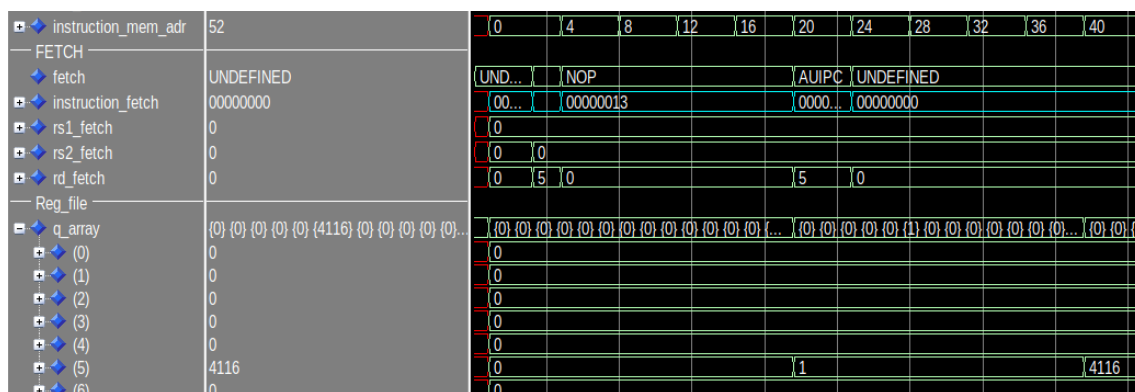 instruction_mem_adr 52 0 4 8 12 16 20 24 28 32 36 40
FETCH
fetch UNDEFINED UND... NOP AUIPC UNDEFINED
instruction_fetch 00000000 00... 00000013 0000... 00000000
rs1_fetch 0 0
rs2_fetch 0 0 0
rd_fetch 0 0 5 0 5 0
Reg_file
q_array {0} {0} {0} {0} {0} {4116} {0} {0} {0} {0} {0}... {0} {0} {0} {0} {0} {0} {0} {0} {0} {0} {0} {0} {0} {... {0} {0} {0} {0} {0} {1} {0} {0} {0} {0} {0} {0} {0}... {0} {0} {
(0) 0 0
(1) 0 0
(2) 0 0
(3) 0 0
(4) 0 0
(5) 4116 0 1 4116
(6) 0 0